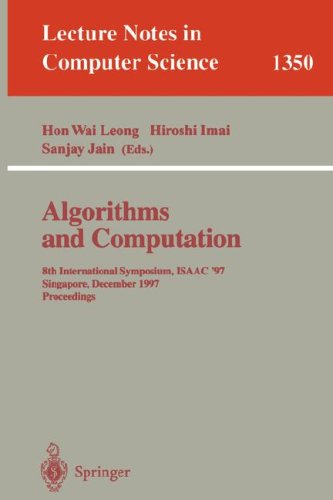 Lecture Notes in
Computer Science 1350
Hon Wai Leong Hiroshi Imai
Sanjay Jain (Eds.)
Algorithms
and Computation
8th International Symposium, ISAAC '97
Singapore, December 1997
Proceedings
Springer